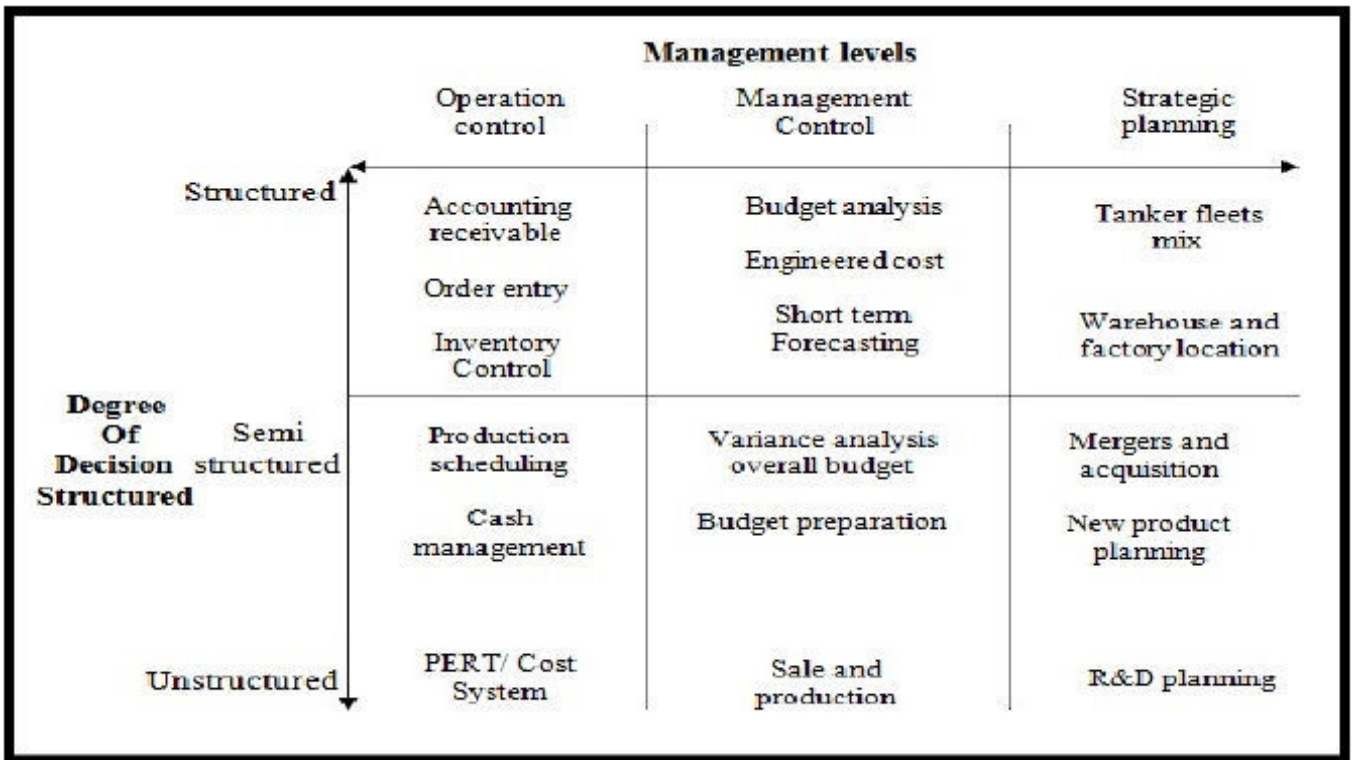 Management levels
Operation
control
Management
Control
Strategic
planning
Structured
Accounting
receivable
Order entry
Inventory
Control
Budget analysis
Engineered cost
Short term
Forecasting
Tanker fleets
mix
Warehouse and
factory location
Degree
Of
Decision
Structured
Semi
structured
Production
scheduling
Cash
management
Variance analysis
overall budget
Budget preparation
Mergers and
acquisition
New product
planning
Unstructured
PERT/ Cost
System
Sale and
production
R&D planning